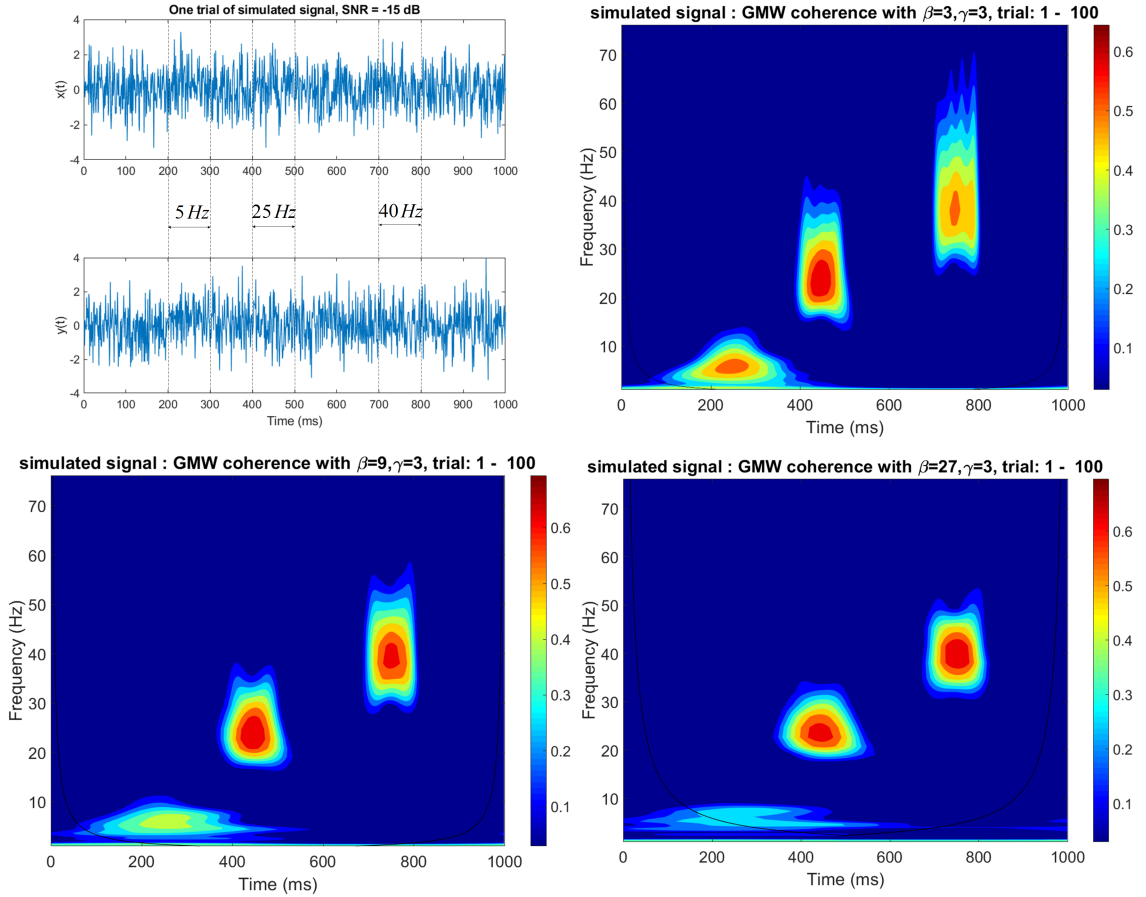 One trial of simulated signal, SNR = -15 dB
4
2
0
-2
-4
x(t)
0 100 200 300 400 500 600 700 800 900 1000
5 Hz 25 Hz 40 Hz
4
2
0
-2
-4
y(t)
0 100 200 300 400 500 600 700 800 900 1000
Time (ms)
simulated signal : GMW coherence with β=3,γ=3, trial: 1 - 100
70
60
50
40
30
20
10
Frequency (Hz)
0 200 400 600 800 1000
Time (ms)
0.6
0.5
0.4
0.3
0.2
0.1
simulated signal : GMW coherence with β=9,γ=3, trial: 1 - 100
70
60
50
40
30
20
10
Frequency (Hz)
0 200 400 600 800 1000
Time (ms)
0.6
0.5
0.4
0.3
0.2
0.1
simulated signal : GMW coherence with β=27,γ=3, trial: 1 - 100
70
60
50
40
30
20
10
Frequency (Hz)
0 200 400 600 800 1000
Time (ms)
0.6
0.5
0.4
0.3
0.2
0.1